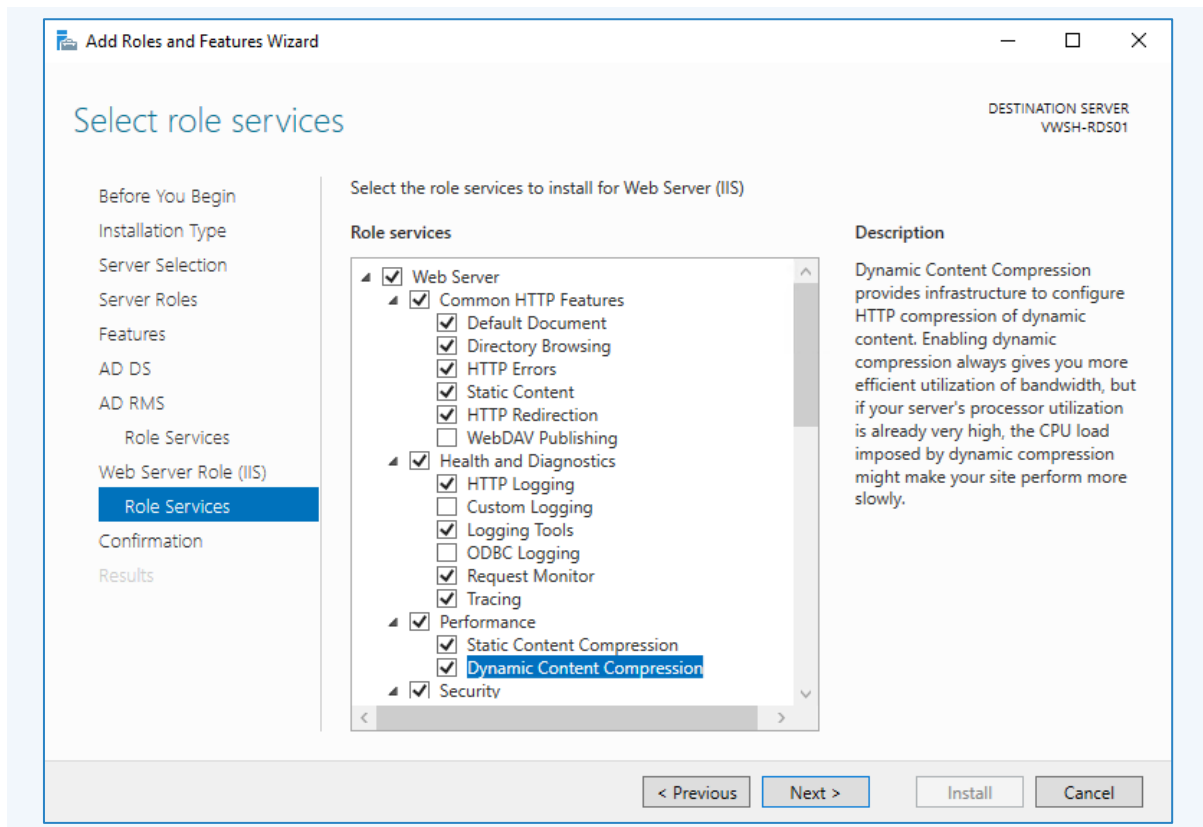 Add Roles and Features Wizard
Select role services
DESTINATION SERVER
VWSH-RDS01
Before You Begin
Installation Type
Server Selection
Server Roles
Features
AD DS
AD RMS
Role Services
Web Server Role (IIS)
Role Services
Confirmation
Results
Select the role services to install for Web Server (IIS)
Role services
Web Server
Common HTTP Features
Default Document
Directory Browsing
HTTP Errors
Static Content
HTTP Redirection
WebDAV Publishing
Health and Diagnostics
HTTP Logging
Custom Logging
Logging Tools
ODBC Logging
Request Monitor
Tracing
Performance
Static Content Compression
Dynamic Content Compression
Security
Description
Dynamic Content Compression
provides infrastructure to configure
HTTP compression of dynamic
content. Enabling dynamic
compression always gives you more
efficient utilization of bandwidth, but
if your server's processor utilization
is already very high, the CPU load
imposed by dynamic compression
might make your site perform more
slowly.
< Previous
Next >
Install
Cancel